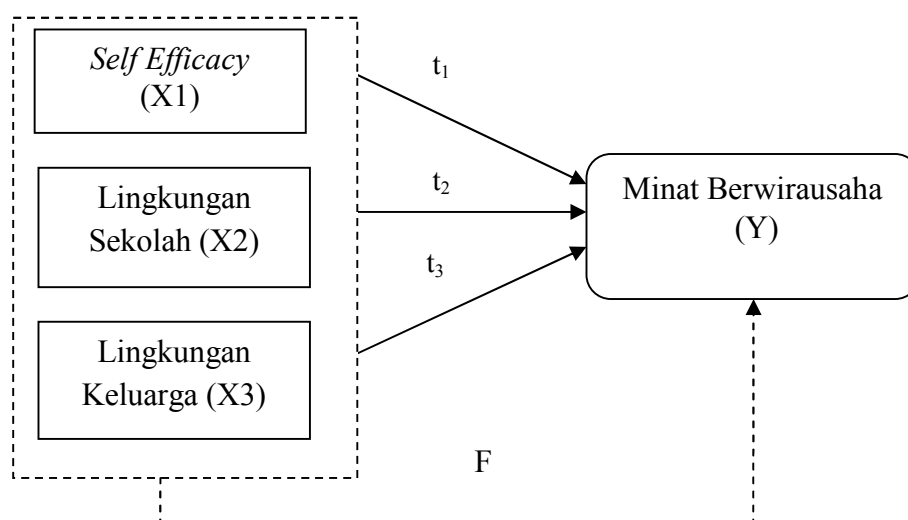 Self Efficacy
(X1)
t₁
Lingkungan
Sekolah (X2)
t₂
Minat Berwirausaha
(Y)
Lingkungan
Keluarga (X3)
t₃
F